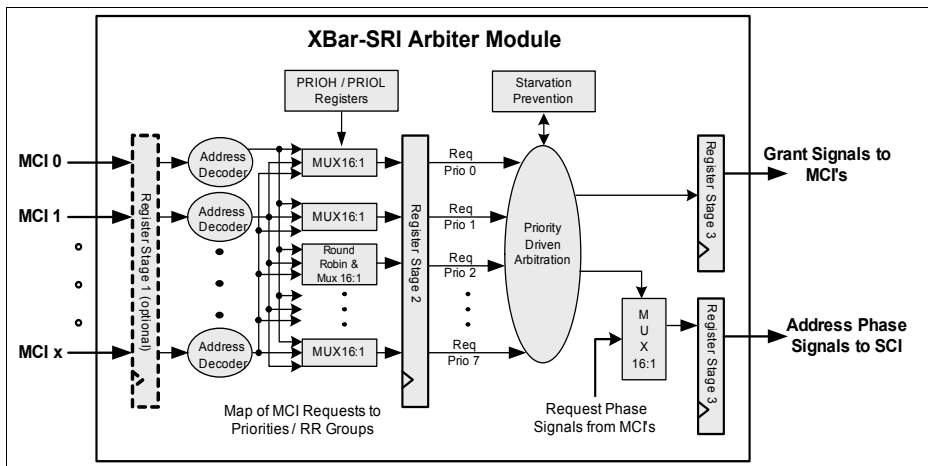 XBar-SRI Arbiter Module
PRIOH / PRIOL
Registers
Starvation
Prevention
MCI 0
MCI 1
MCI x
Register Stage 1 (optional)
Address
Decoder
Address
Decoder
Address
Decoder
MUX16:1
MUX16:1
Round
Robin &
Mux 16:1
MUX16:1
Register Stage 2
Req
Prio 0
Req
Prio 1
Req
Prio 2
Req
Prio 7
Priority
Driven
Arbitration
M
U
X
16:1
Register Stage 3
Register Stage 3
Grant Signals to
MCI's
Address Phase
Signals to SCI
Map of MCI Requests to
Priorities / RR Groups
Request Phase
Signals from MCI's